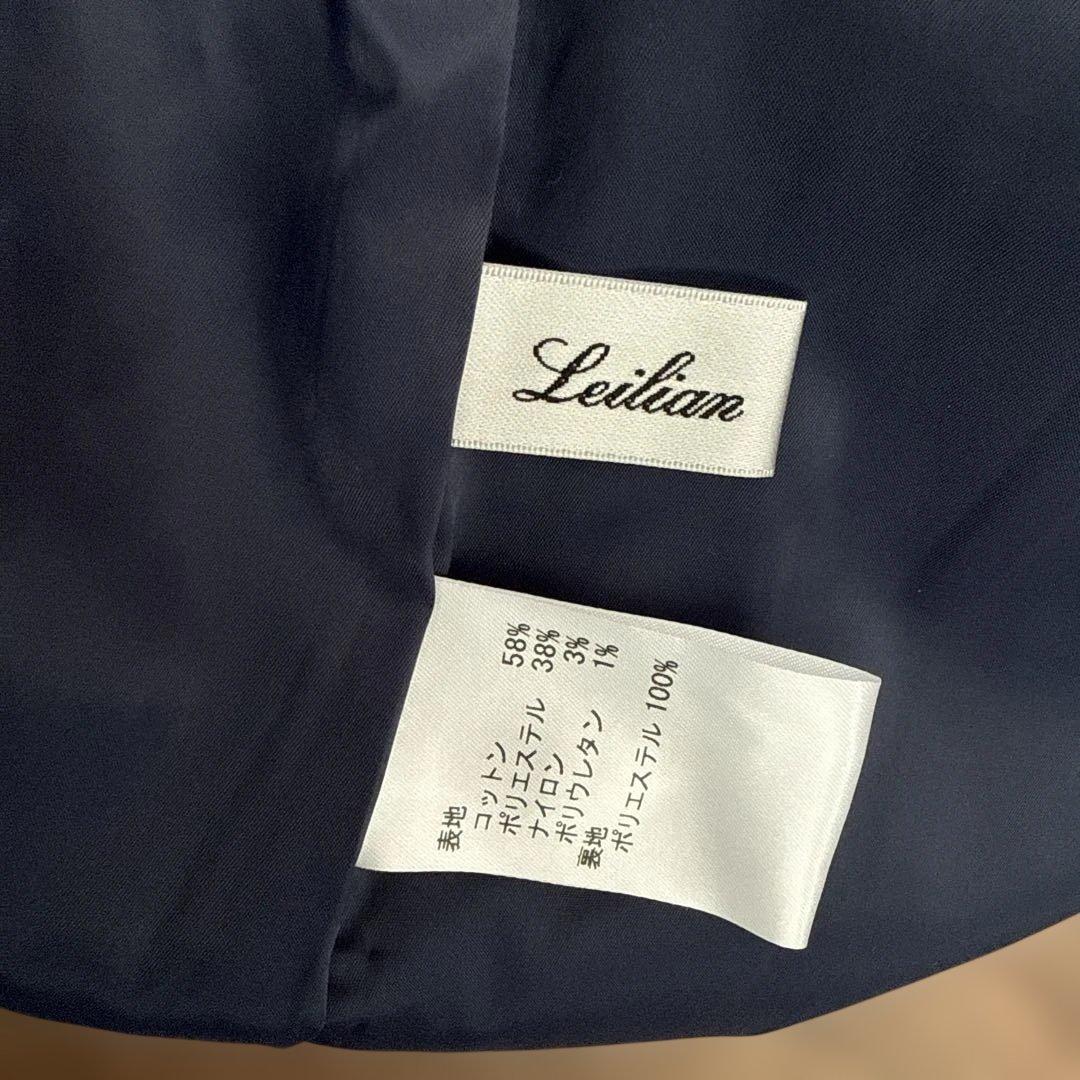 Leilian
表地
コットン 58%
ポリエステル 38%
ナイロン 3%
ポリウレタン 1%
裏地
ポリエステル 100%